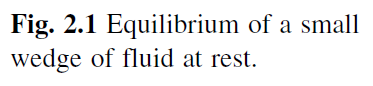 Fig. 2.1 Equilibrium of a small
wedge of fluid at rest.